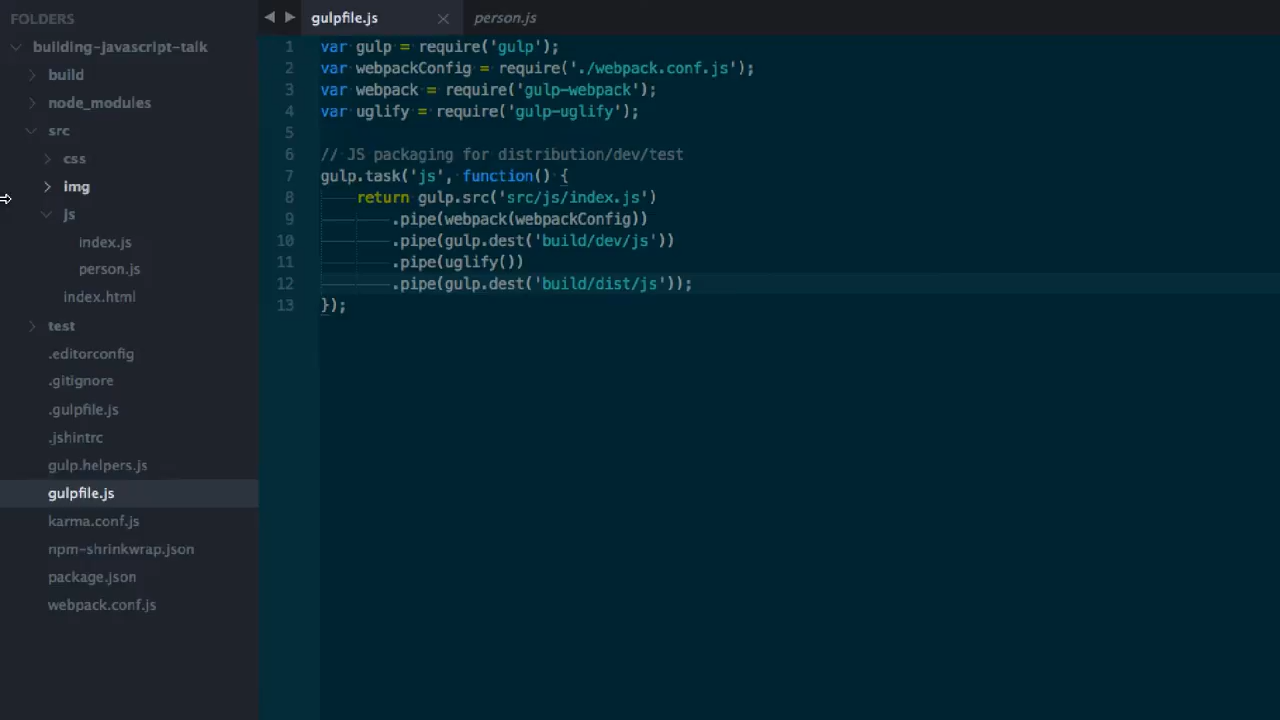 FOLDERS
building-javascript-talk
build
node_modules
src
css
img
js
index.js
person.js
index.html
test
.editorconfig
.gitignore
.gulpfile.js
.jshintrc
gulp.helpers.js
gulpfile.js
karma.conf.js
npm-shrinkwrap.json
package.json
webpack.conf.js
gulpfile.js person.js
1 var gulp = require('gulp');
2 var webpackConfig = require('./webpack.conf.js');
3 var webpack = require('gulp-webpack');
4 var uglify = require('gulp-uglify');
5
6 // JS packaging for distribution/dev/test
7 gulp.task('js', function() {
8 return gulp.src('src/js/index.js')
9 .pipe(webpack(webpackConfig))
10 .pipe(gulp.dest('build/dev/js'))
11 .pipe(uglify())
12 .pipe(gulp.dest('build/dist/js'));
13 });